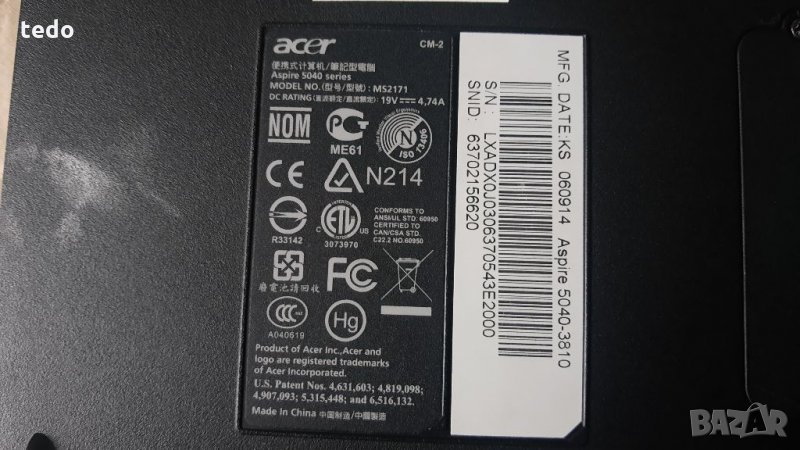 tedo
acer CM-2
便携式计算机/筆記型電腦
Aspire 5040 series
MODEL NO.(型号/型號): MS2171
DC RATING(直流额定/直流額定): 19V 4,74A
NOM
PG
ME61
N
ISO 13406
CE
N214
R33142
C ETL US
3073970
CONFORMS TO
ANSI/UL STD. 60950
CERTIFIED TO
CAN/CSA STD.
C22.2 NO.60950
廢電池請回收
FC
CCC
A040619
Hg
Product of Acer Inc.,Acer and
logo are registered trademarks
of Acer Incorporated.
U.S. Patent Nos. 4,631,603; 4,819,098;
4,907,093; 5,315,448; and 6,516,132.
Made in China 中国制造/中國製造
MFG DATE:KS 060914 Aspire 5040-3810
S/N : LXADX0J0306370543E2000
SNID: 63702156620
BAZAR